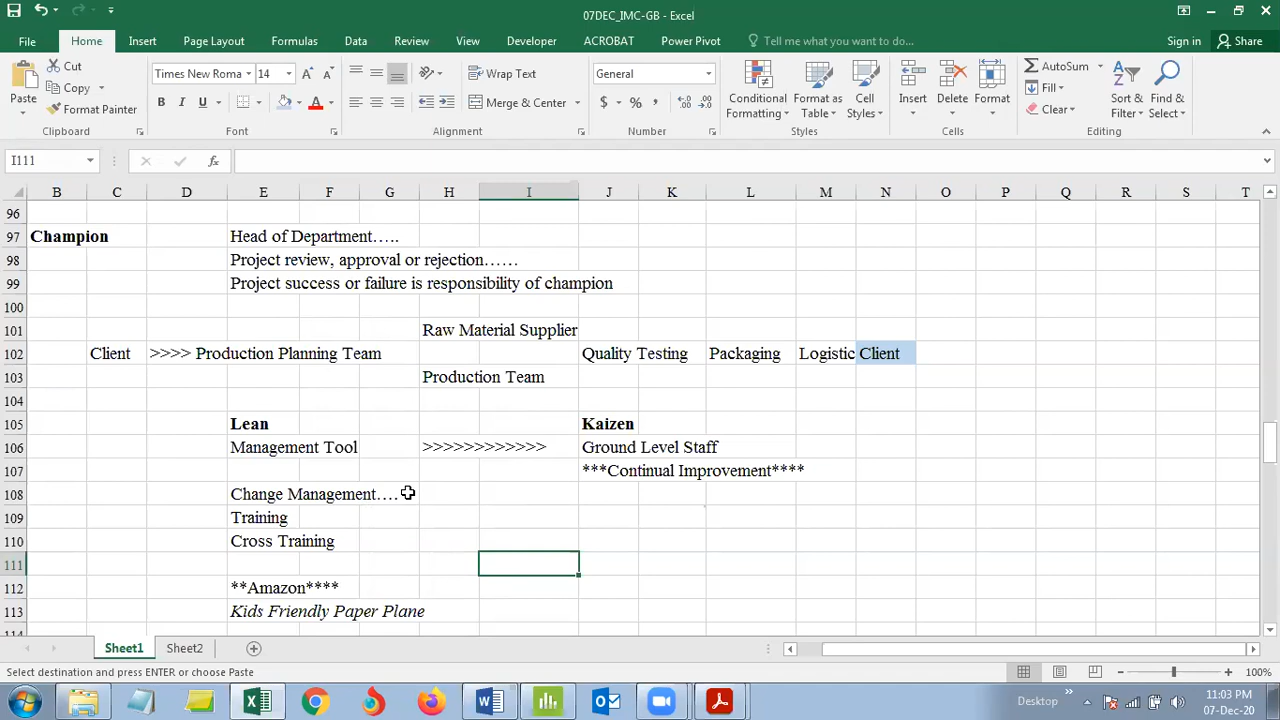 07DEC_IMC-GB - Excel
File Home Insert Page Layout Formulas Data Review View Developer ACROBAT Power Pivot Tell me what you want to do... Sign in Share
Paste Cut Copy Format Painter Clipboard
Times New Roma 14 B I U A Font
Wrap Text Merge & Center Alignment
General $ % , Number
Conditional Formatting Format as Table Cell Styles Styles
Insert Delete Format Cells
AutoSum Fill Clear Sort & Filter Find & Select Editing
I111 fx
B C D E F G H I J K L M N O P Q R S T
96
97 Champion Head of Department…..
98 Project review, approval or rejection……
99 Project success or failure is responsibility of champion
100
101 Raw Material Supplier
102 Client >>>> Production Planning Team Quality Testing Packaging Logistic Client
103 Production Team
104
105 Lean Kaizen
106 Management Tool >>>>>>>>>>>> Ground Level Staff
107 ***Continual Improvement****
108 Change Management….
109 Training
110 Cross Training
111
112 **Amazon****
113 Kids Friendly Paper Plane
114
Sheet1 Sheet2
Select destination and press ENTER or choose Paste 100%
Desktop 11:03 PM
07-Dec-20